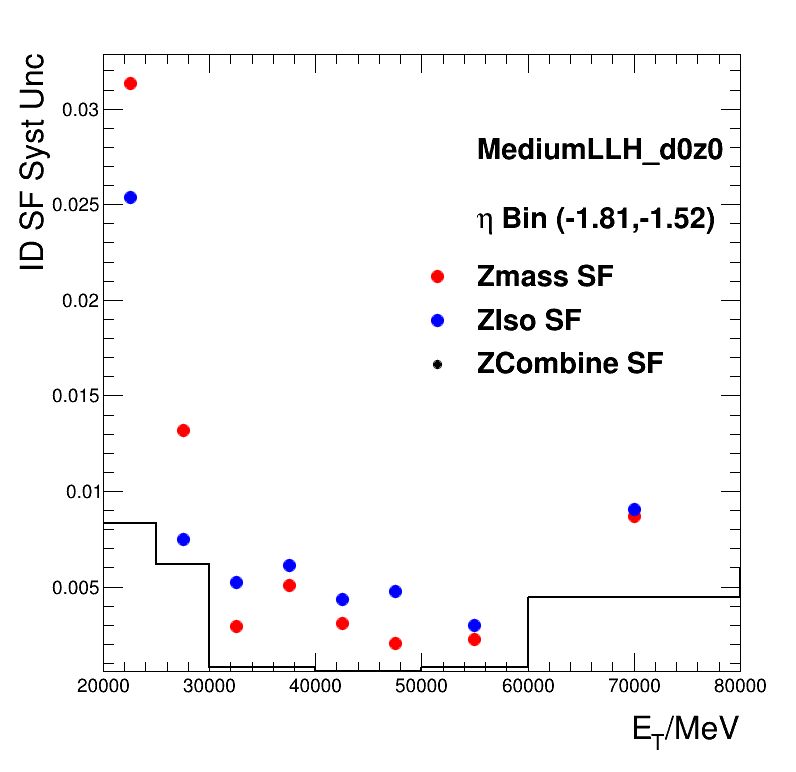 ID SF Syst Unc
0.03
0.025
0.02
0.015
0.01
0.005
MediumLLH_d0z0
η Bin (-1.81,-1.52)
Zmass SF
ZIso SF
ZCombine SF
20000 30000 40000 50000 60000 70000 80000
E_T/MeV